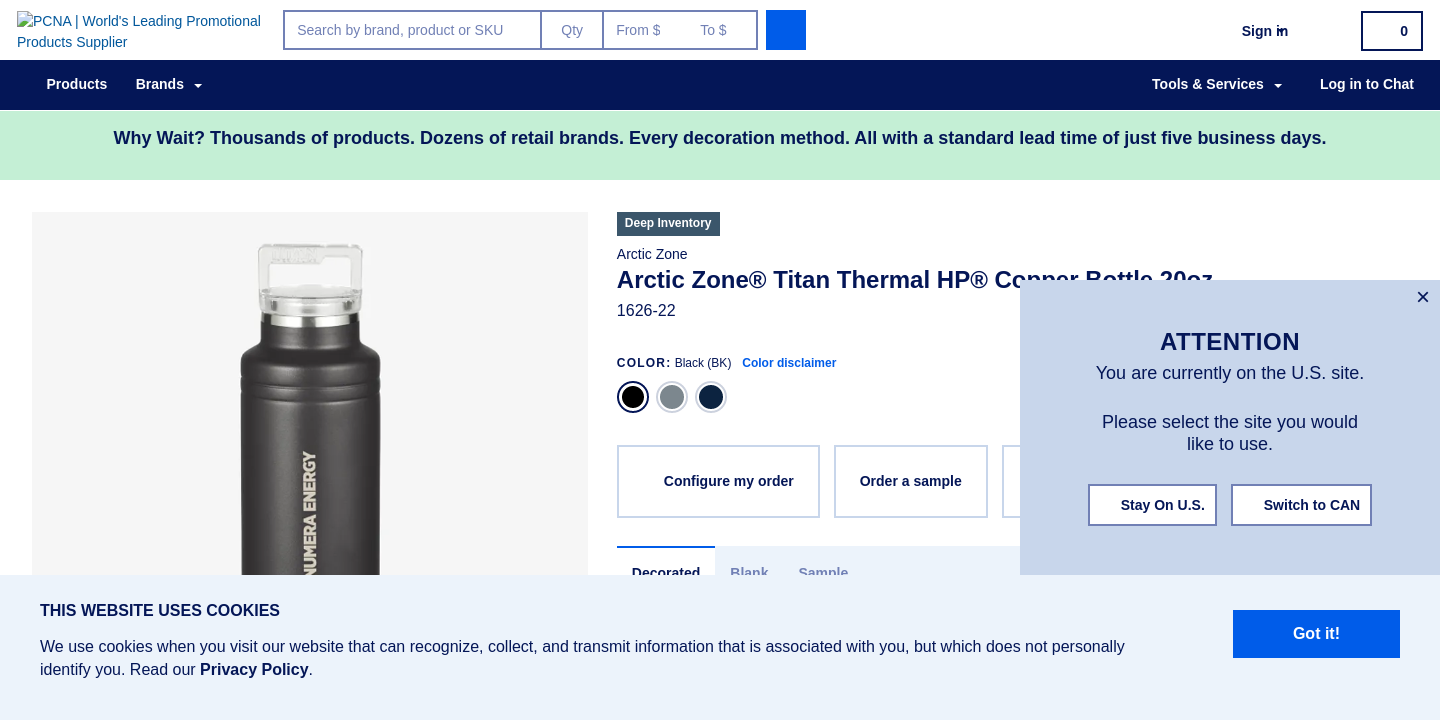 PCNA | World's Leading Promotional
Products Supplier
Search by brand, product or SKU
Qty
From $
To $
Sign in
0
Products
Brands
Tools & Services
Log in to Chat
Why Wait? Thousands of products. Dozens of retail brands. Every decoration method. All with a standard lead time of just five business days.
Deep Inventory
Arctic Zone
Arctic Zone® Titan Thermal HP® Copper Bottle 20oz
1626-22
COLOR: Black (BK) Color disclaimer
Configure my order
Order a sample
Decorated
Blank
Sample
NUMERA ENERGY
×
ATTENTION
You are currently on the U.S. site.
Please select the site you would
like to use.
Stay On U.S.
Switch to CAN
THIS WEBSITE USES COOKIES
We use cookies when you visit our website that can recognize, collect, and transmit information that is associated with you, but which does not personally
identify you. Read our Privacy Policy.
Got it!